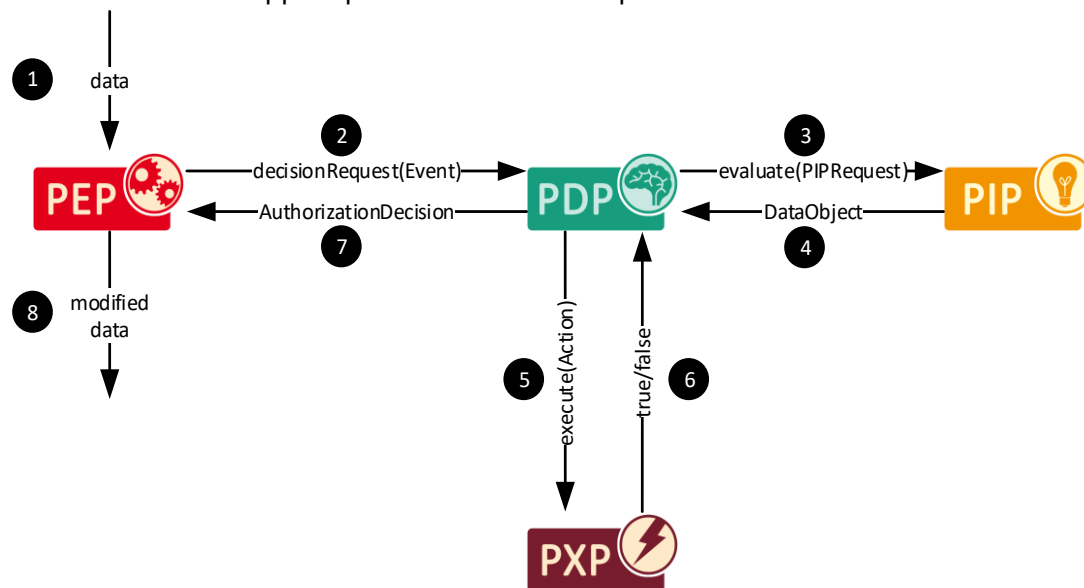 1
data
2
decisionRequest(Event)
3
evaluate(PIPRequest)
PEP
PDP
PIP
AuthorizationDecision
DataObject
7
4
8
modified
data
5
execute(Action)
true/false
6
PXP